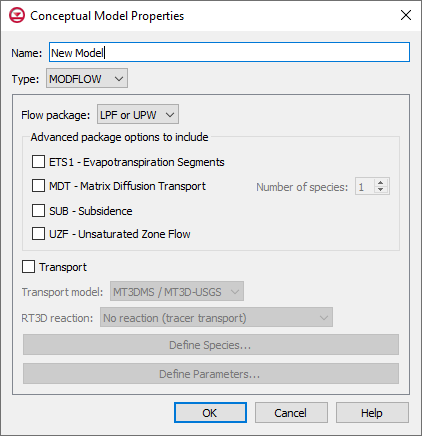 Conceptual Model Properties
Name: New Model
Type: MODFLOW
Flow package: LPF or UPW
Advanced package options to include
ETS1 - Evapotranspiration Segments
MDT - Matrix Diffusion Transport Number of species: 1
SUB - Subsidence
UZF - Unsaturated Zone Flow
Transport
Transport model: MT3DMS / MT3D-USGS
RT3D reaction: No reaction (tracer transport)
Define Species...
Define Parameters...
OK Cancel Help